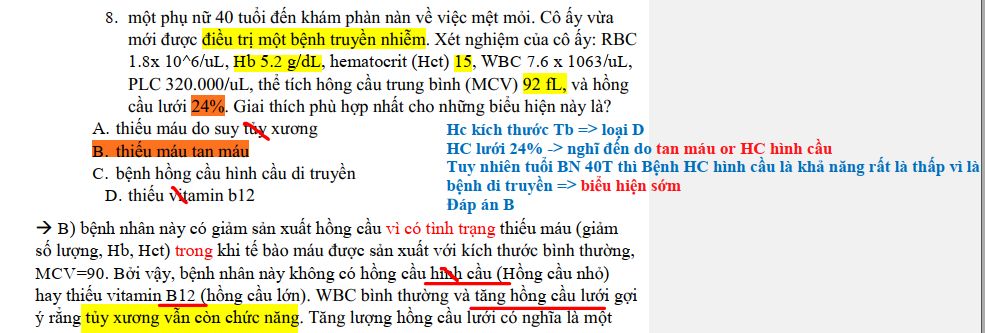 8. một phụ nữ 40 tuổi đến khám phàn nàn về việc mệt mỏi. Cô ấy vừa
mới được điều trị một bệnh truyền nhiễm. Xét nghiệm của cô ấy: RBC
1.8x 10^6/uL, Hb 5.2 g/dL, hematocrit (Hct) 15, WBC 7.6 x 1063/uL,
PLC 320.000/uL, thể tích hông cầu trung bình (MCV) 92 fL, và hồng
cầu lưới 24%. Giai thích phù hợp nhất cho những biểu hiện này là?
A. thiếu máu do suy tủy xương
B. thiếu máu tan máu
C. bệnh hồng cầu hình cầu di truyền
D. thiếu vitamin b12
Hc kích thước Tb => loại D
HC lưới 24% -> nghĩ đến do tan máu or HC hình cầu
Tuy nhiên tuổi BN 40T thì Bệnh HC hình cầu là khả năng rất là thấp vì là
bệnh di truyền => biểu hiện sớm
Đáp án B
→ B) bệnh nhân này có giảm sản xuất hồng cầu vì có tình trạng thiếu máu (giảm
số lượng, Hb, Hct) trong khi tế bào máu được sản xuất với kích thước bình thường,
MCV=90. Bởi vậy, bệnh nhân này không có hồng cầu hình cầu (Hồng cầu nhỏ)
hay thiếu vitamin B12 (hồng cầu lớn). WBC bình thường và tăng hồng cầu lưới gợi
ý rằng tủy xương vẫn còn chức năng. Tăng lượng hồng cầu lưới có nghĩa là một